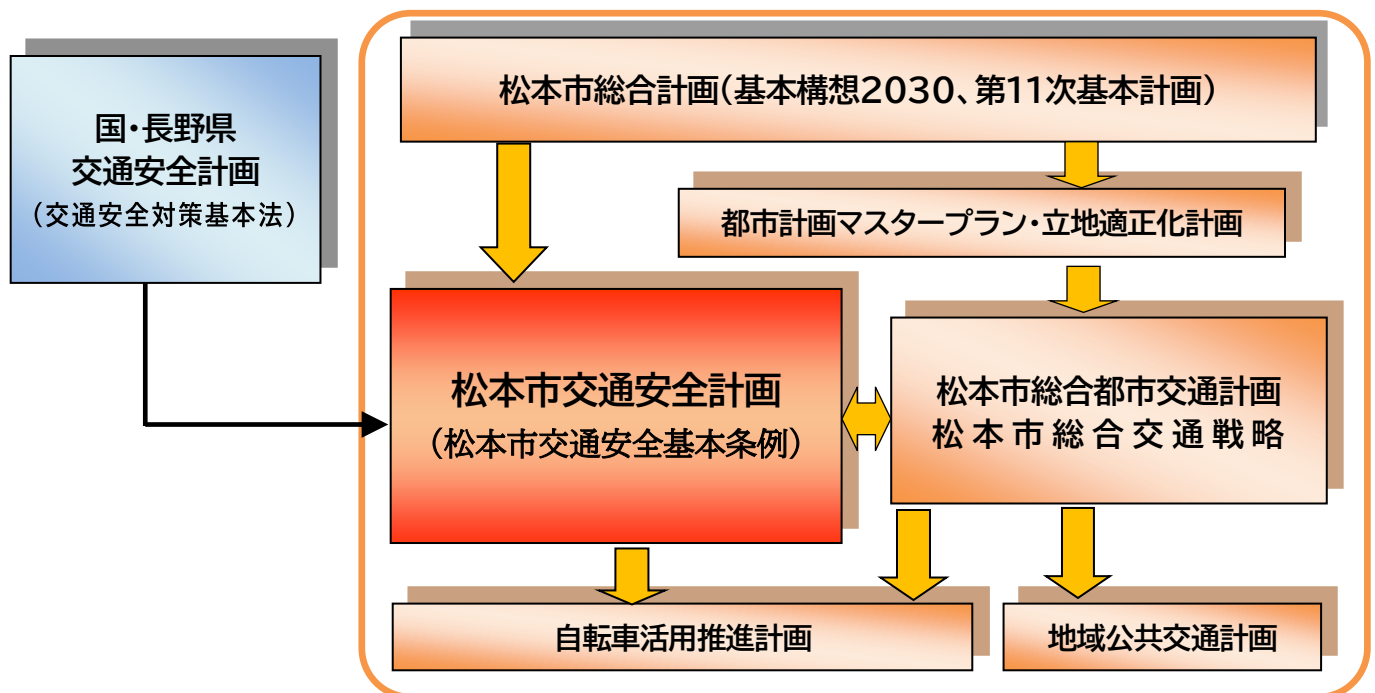 松本市総合計画(基本構想2030、第11次基本計画)
国・長野県
交通安全計画
(交通安全対策基本法)
都市計画マスタープラン・立地適正化計画
松本市交通安全計画
(松本市交通安全基本条例)
松本市総合都市交通計画
松本市総合交通戦略
自転車活用推進計画
地域公共交通計画